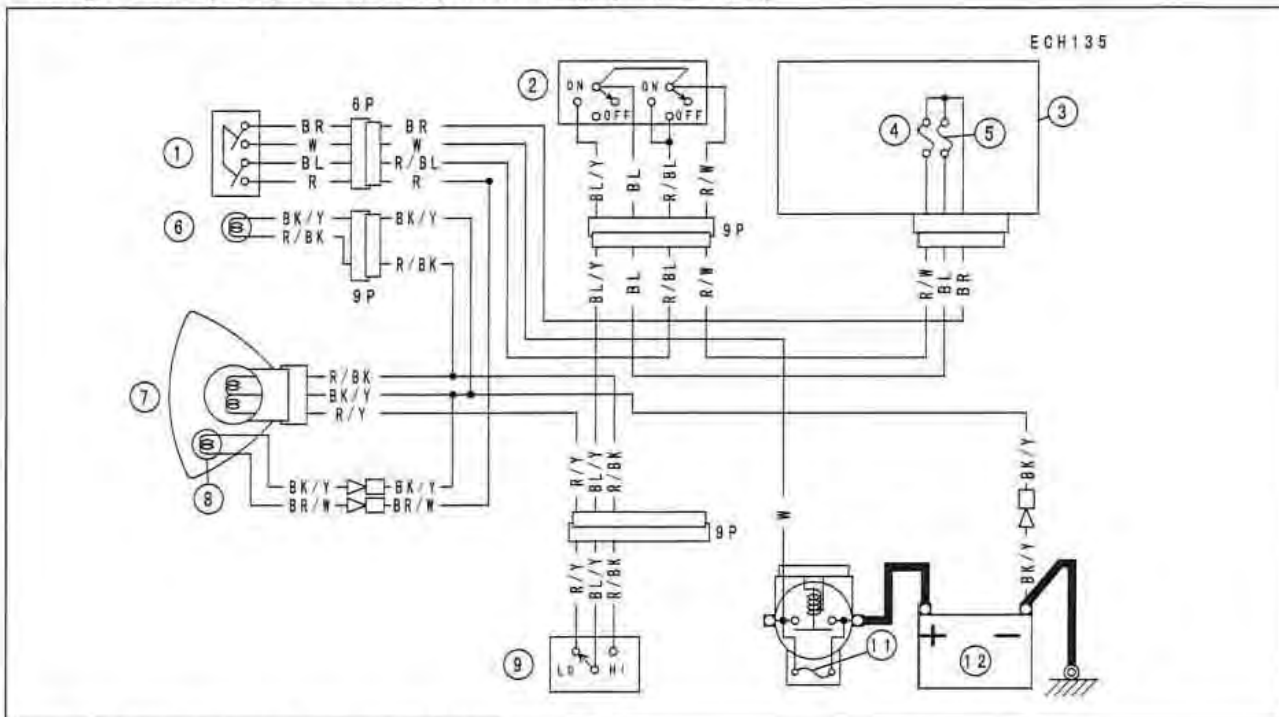 ECH135
2
ON
ON
OFF
OFF
3
4
5
6P
1
BR
BR
W
W
BL
R/BL
R
R
BL/Y
BL
R/BL
R/W
6
BK/Y
BK/Y
R/BK
R/BK
9P
9P
BL/Y
BL
R/BL
R/W
R/W
BL
BR
7
R/BK
BK/Y
R/Y
8
BK/Y
BK/Y
BR/W
BR/W
R/Y
BL/Y
R/BK
W
BK/Y
BK/Y
9P
R/Y
BL/Y
R/BK
9
LO
HI
11
+
−
12